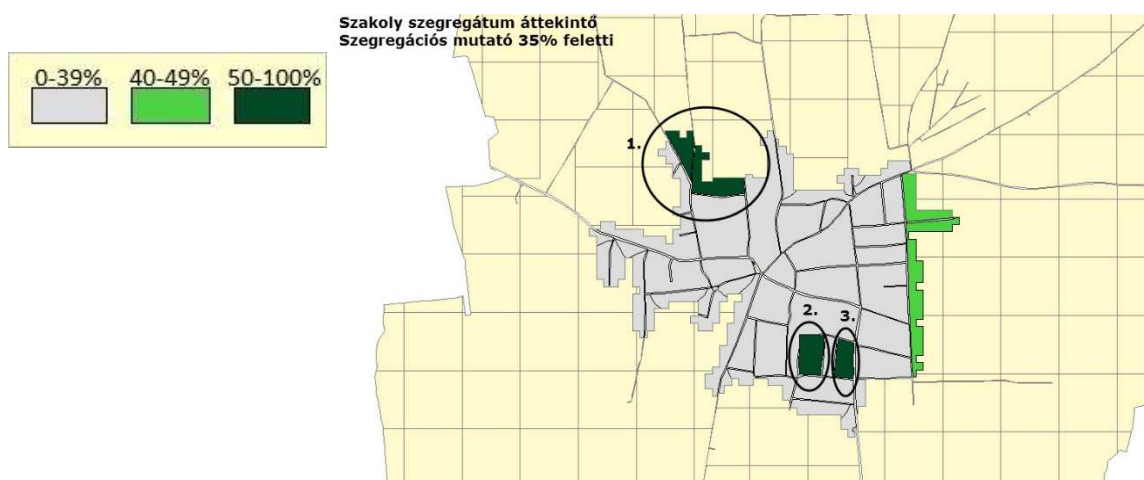 Szakoly szegregátum áttekintő
Szegregációs mutató 35% feletti
0-39% 40-49% 50-100%
1.
2. 3.